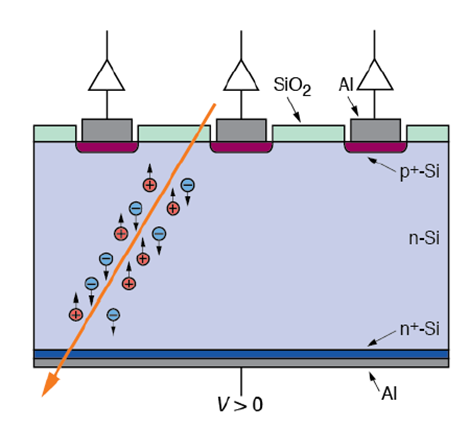 SiO₂
Al
p⁺-Si
n-Si
n⁺-Si
Al
V > 0